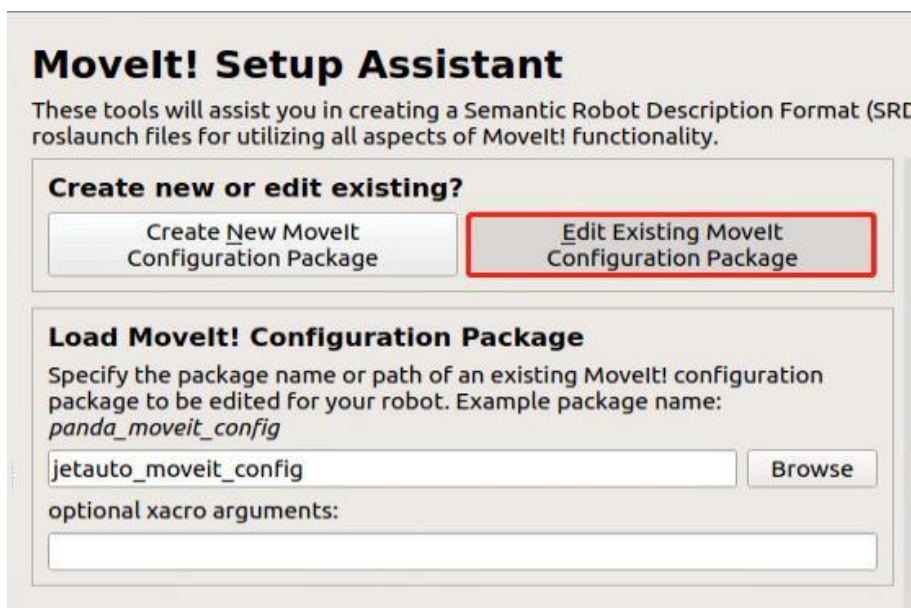 MoveIt! Setup Assistant
These tools will assist you in creating a Semantic Robot Description Format (SRD
roslaunch files for utilizing all aspects of MoveIt! functionality.
Create new or edit existing?
Create New MoveIt
Configuration Package
Edit Existing MoveIt
Configuration Package
Load MoveIt! Configuration Package
Specify the package name or path of an existing MoveIt! configuration
package to be edited for your robot. Example package name:
panda_moveit_config
jetauto_moveit_config
Browse
optional xacro arguments: